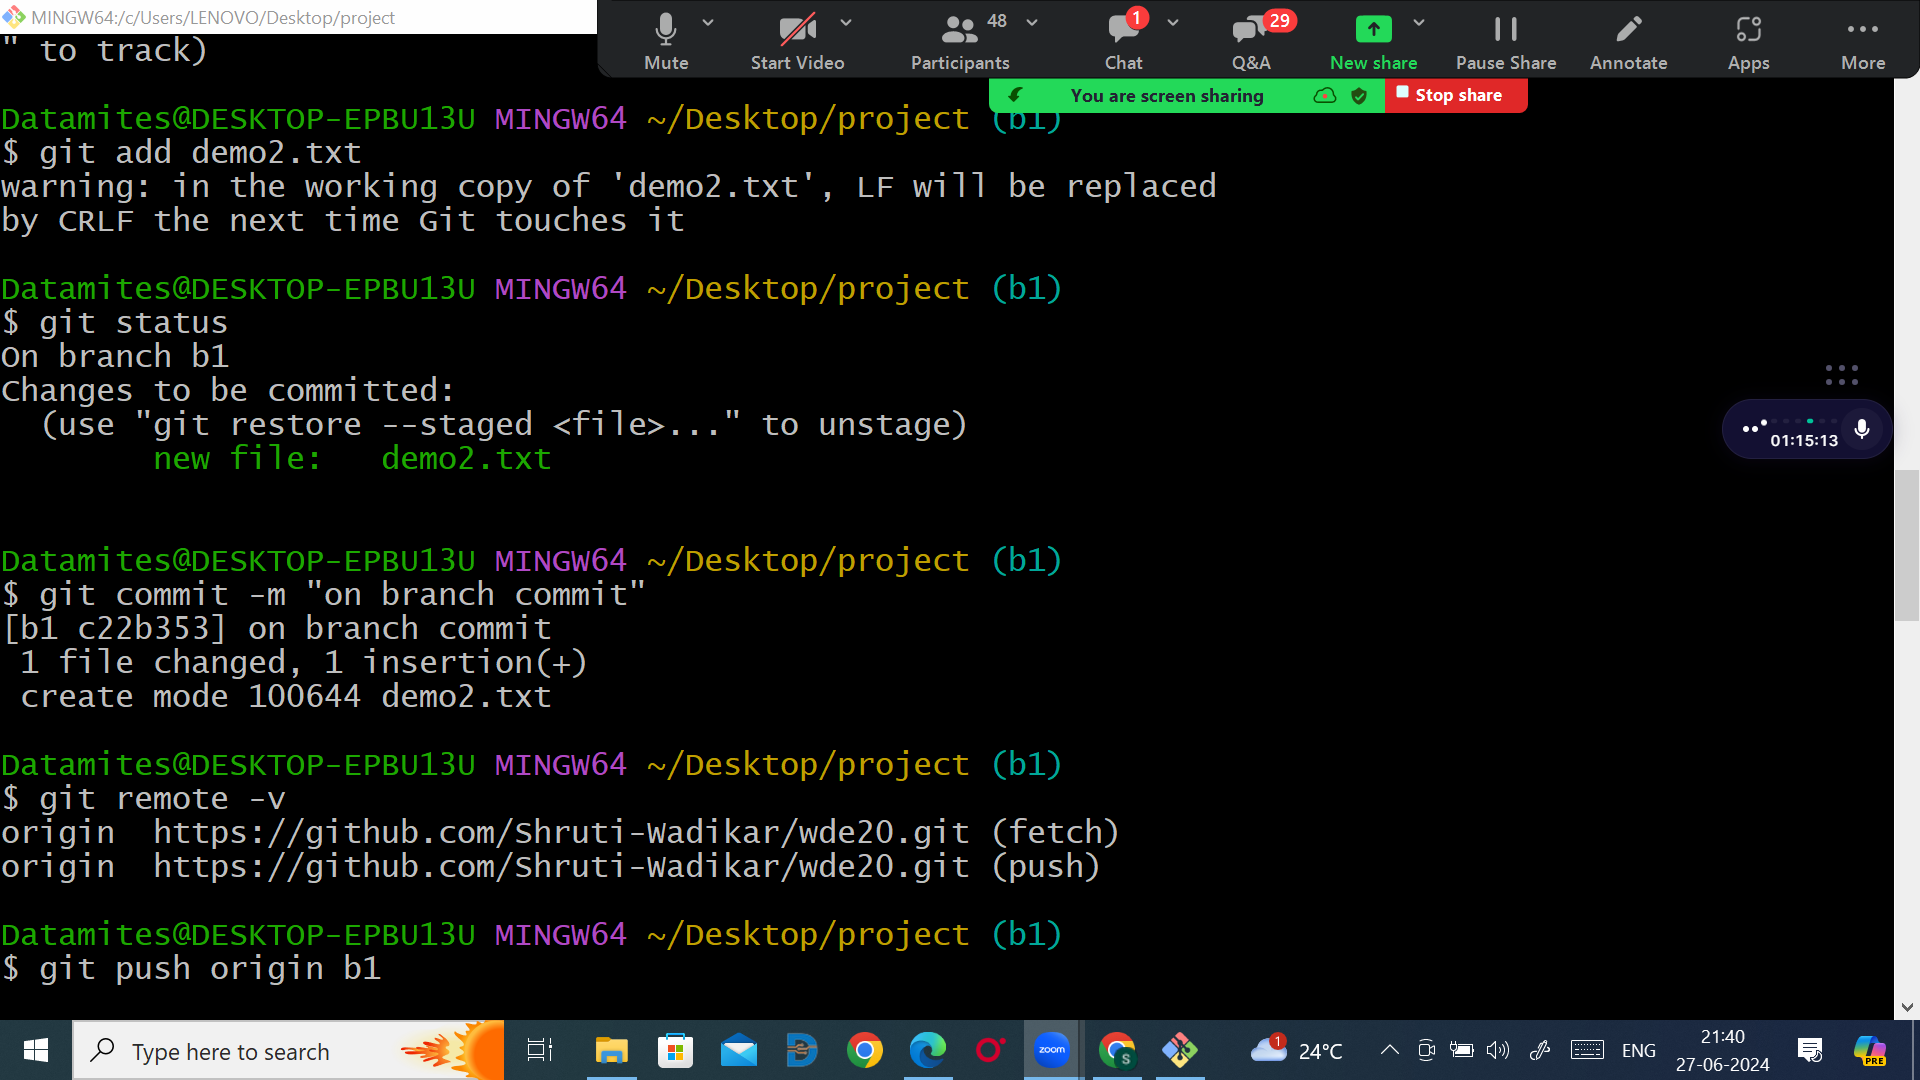 MINGW64:/c/Users/LENOVO/Desktop/project
48
1
29
Mute
Start Video
Participants
Chat
Q&A
New share
Pause Share
Annotate
Apps
More
You are screen sharing
Stop share
" to track)
Datamites@DESKTOP-EPBU13U MINGW64 ~/Desktop/project (b1)
$ git add demo2.txt
warning: in the working copy of 'demo2.txt', LF will be replaced
by CRLF the next time Git touches it
Datamites@DESKTOP-EPBU13U MINGW64 ~/Desktop/project (b1)
$ git status
On branch b1
Changes to be committed:
  (use "git restore --staged <file>..." to unstage)
        new file:   demo2.txt
01:15:13
Datamites@DESKTOP-EPBU13U MINGW64 ~/Desktop/project (b1)
$ git commit -m "on branch commit"
[b1 c22b353] on branch commit
 1 file changed, 1 insertion(+)
 create mode 100644 demo2.txt
Datamites@DESKTOP-EPBU13U MINGW64 ~/Desktop/project (b1)
$ git remote -v
origin  https://github.com/Shruti-Wadikar/wde20.git (fetch)
origin  https://github.com/Shruti-Wadikar/wde20.git (push)
Datamites@DESKTOP-EPBU13U MINGW64 ~/Desktop/project (b1)
$ git push origin b1
Type here to search
zoom
S
1
24°C
ENG
21:40
27-06-2024
PRE